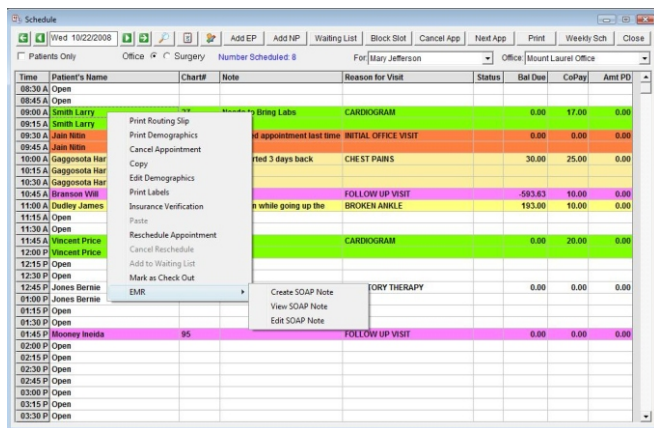 Schedule
Wed 10/22/2008 Add EP Add NP Waiting List Block Slot Cancel App Next App Print Weekly Sch Close
Patients Only Office Surgery Number Scheduled: 8 For: Mary Jefferson Office: Mount Laurel Office
Time Patient's Name Chart# Note Reason for Visit Status Bal Due CoPay Amt PD
08:30 A Open
08:45 A Open
09:00 A Smith Larry 27 Needs to Bring Labs CARDIOGRAM 0.00 17.00 0.00
09:15 A Smith Larry
09:30 A Jain Nitin ed appointment last time INITIAL OFFICE VISIT 0.00 0.00 0.00
09:45 A Jain Nitin
10:00 A Gaggosota Har rted 3 days back CHEST PAINS 30.00 25.00 0.00
10:15 A Gaggosota Har
10:30 A Gaggosota Har
10:45 A Branson Will FOLLOW UP VISIT -593.63 10.00 0.00
11:00 A Dudley James n while going up the BROKEN ANKLE 193.00 10.00 0.00
11:15 A Open
11:30 A Open
11:45 A Vincent Price CARDIOGRAM 0.00 20.00 0.00
12:00 P Vincent Price
12:15 P Open
12:30 P Open
12:45 P Jones Bernie TORY THERAPY 0.00 0.00 0.00
01:00 P Jones Bernie
01:15 P Open
01:30 P Open
01:45 P Mooney Ineida 95 FOLLOW UP VISIT 0.00 0.00 0.00
02:00 P Open
02:15 P Open
02:30 P Open
02:45 P Open
03:00 P Open
03:15 P Open
03:30 P Open
Print Routing Slip
Print Demographics
Cancel Appointment
Copy
Edit Demographics
Print Labels
Insurance Verification
Paste
Reschedule Appointment
Cancel Reschedule
Add to Waiting List
Mark as Check Out
EMR
Create SOAP Note
View SOAP Note
Edit SOAP Note